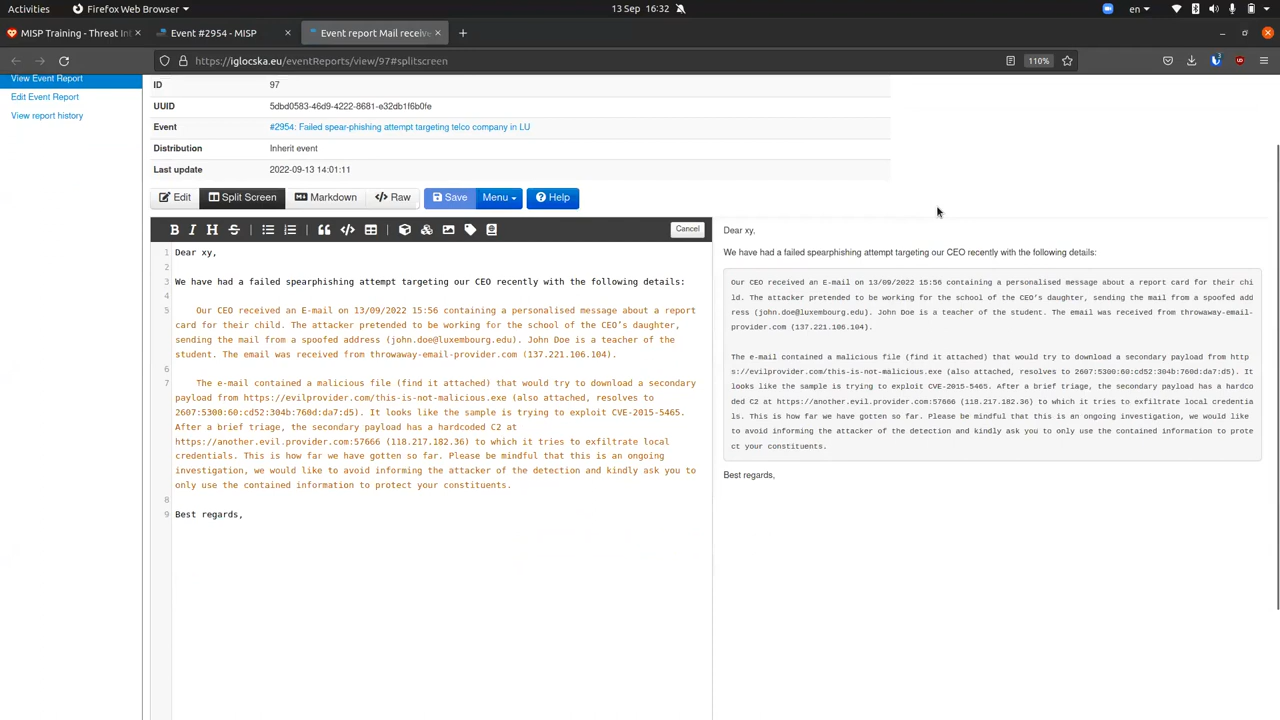 Activities Firefox Web Browser 13 Sep 16:32 en
MISP Training - Threat Int × Event #2954 - MISP × Event report Mail receive × +
https://iglocska.eu/eventReports/view/97#splitscreen 110%
View Event Report
Edit Event Report
View report history
ID 97
UUID 5dbd0583-46d9-4222-8681-e32db1f6b0fe
Event #2954: Failed spear-phishing attempt targeting telco company in LU
Distribution Inherit event
Last update 2022-09-13 14:01:11
Edit Split Screen Markdown Raw Save Menu Help
B I H S Cancel
1 Dear xy,
2
3 We have had a failed spearphishing attempt targeting our CEO recently with the following details:
4
5 Our CEO received an E-mail on 13/09/2022 15:56 containing a personalised message about a report
card for their child. The attacker pretended to be working for the school of the CEO’s daughter,
sending the mail from a spoofed address (john.doe@luxembourg.edu). John Doe is a teacher of the
student. The email was received from throwaway-email-provider.com (137.221.106.104).
6
7 The e-mail contained a malicious file (find it attached) that would try to download a secondary
payload from https://evilprovider.com/this-is-not-malicious.exe (also attached, resolves to
2607:5300:60:cd52:304b:760d:da7:d5). It looks like the sample is trying to exploit CVE-2015-5465.
After a brief triage, the secondary payload has a hardcoded C2 at
https://another.evil.provider.com:57666 (118.217.182.36) to which it tries to exfiltrate local
credentials. This is how far we have gotten so far. Please be mindful that this is an ongoing
investigation, we would like to avoid informing the attacker of the detection and kindly ask you to
only use the contained information to protect your constituents.
8
9 Best regards,
Dear xy,
We have had a failed spearphishing attempt targeting our CEO recently with the following details:
Our CEO received an E-mail on 13/09/2022 15:56 containing a personalised message about a report card for their chi
ld. The attacker pretended to be working for the school of the CEO’s daughter, sending the mail from a spoofed add
ress (john.doe@luxembourg.edu). John Doe is a teacher of the student. The email was received from throwaway-email-
provider.com (137.221.106.104).
The e-mail contained a malicious file (find it attached) that would try to download a secondary payload from http
s://evilprovider.com/this-is-not-malicious.exe (also attached, resolves to 2607:5300:60:cd52:304b:760d:da7:d5). It
looks like the sample is trying to exploit CVE-2015-5465. After a brief triage, the secondary payload has a hardco
ded C2 at https://another.evil.provider.com:57666 (118.217.182.36) to which it tries to exfiltrate local credentia
ls. This is how far we have gotten so far. Please be mindful that this is an ongoing investigation, we would like
to avoid informing the attacker of the detection and kindly ask you to only use the contained information to prote
ct your constituents.
Best regards,